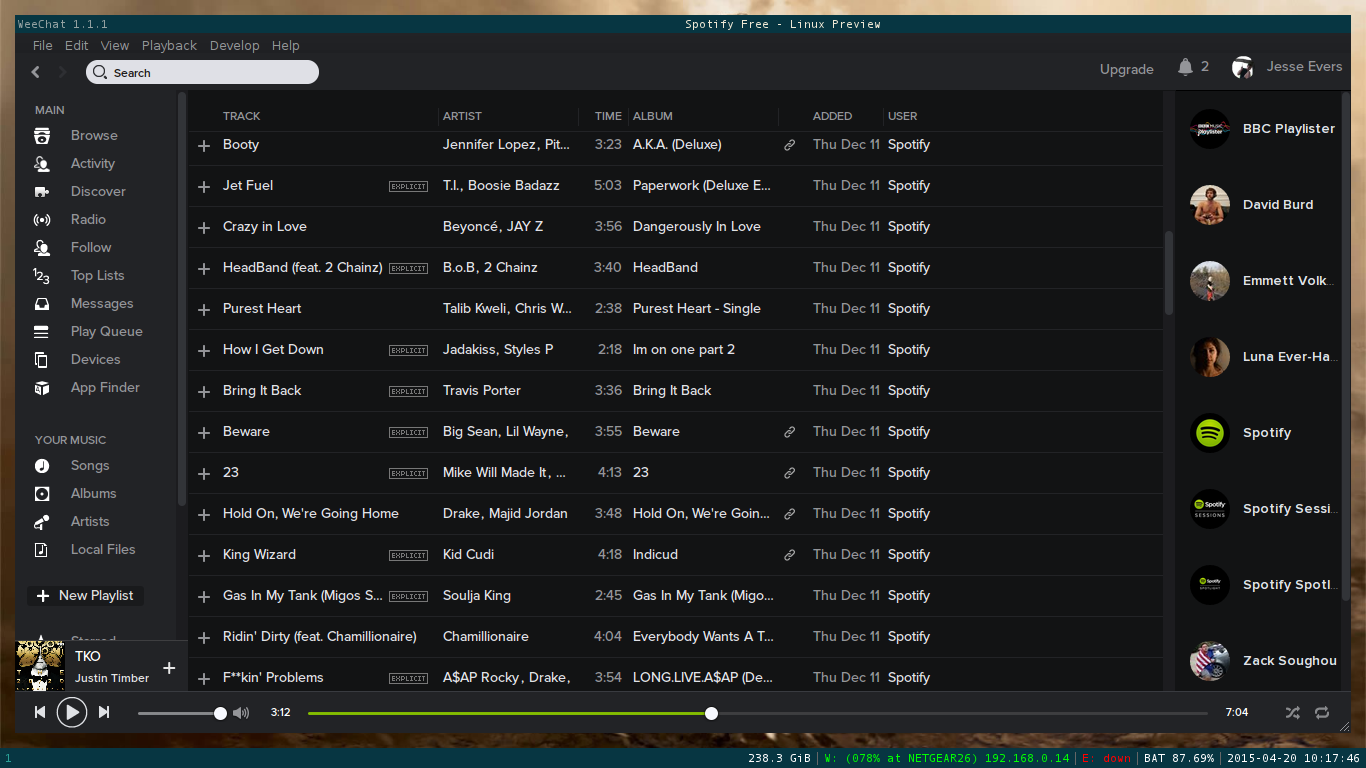 WeeChat 1.1.1 Spotify Free - Linux Preview
File Edit View Playback Develop Help
Search Upgrade 2 Jesse Evers
MAIN
Browse
Activity
Discover
Radio
Follow
Top Lists
Messages
Play Queue
Devices
App Finder
YOUR MUSIC
Songs
Albums
Artists
Local Files
New Playlist
Starred
TRACK ARTIST TIME ALBUM ADDED USER
Booty Jennifer Lopez, Pit... 3:23 A.K.A. (Deluxe) Thu Dec 11 Spotify
Jet Fuel EXPLICIT T.I., Boosie Badazz 5:03 Paperwork (Deluxe E... Thu Dec 11 Spotify
Crazy in Love Beyoncé, JAY Z 3:56 Dangerously In Love Thu Dec 11 Spotify
HeadBand (feat. 2 Chainz) EXPLICIT B.o.B, 2 Chainz 3:40 HeadBand Thu Dec 11 Spotify
Purest Heart Talib Kweli, Chris W... 2:38 Purest Heart - Single Thu Dec 11 Spotify
How I Get Down EXPLICIT Jadakiss, Styles P 2:18 Im on one part 2 Thu Dec 11 Spotify
Bring It Back EXPLICIT Travis Porter 3:36 Bring It Back Thu Dec 11 Spotify
Beware EXPLICIT Big Sean, Lil Wayne, 3:55 Beware Thu Dec 11 Spotify
23 EXPLICIT Mike Will Made It, ... 4:13 23 Thu Dec 11 Spotify
Hold On, We're Going Home Drake, Majid Jordan 3:48 Hold On, We're Goin... Thu Dec 11 Spotify
King Wizard EXPLICIT Kid Cudi 4:18 Indicud Thu Dec 11 Spotify
Gas In My Tank (Migos S... EXPLICIT Soulja King 2:45 Gas In My Tank (Migo... Thu Dec 11 Spotify
Ridin' Dirty (feat. Chamillionaire) Chamillionaire 4:04 Everybody Wants A T... Thu Dec 11 Spotify
F**kin' Problems EXPLICIT A$AP Rocky, Drake, 3:54 LONG.LIVE.A$AP (De... Thu Dec 11 Spotify
BBC Playlister
David Burd
Emmett Volk...
Luna Ever-Ha...
Spotify
Spotify Sessi...
Spotify Spotl...
Zack Soughou
TKO
Justin Timber
3:12 7:04
1 238.3 GiB | W: (078% at NETGEAR26) 192.168.0.14 | E: down | BAT 87.69% | 2015-04-20 10:17:46